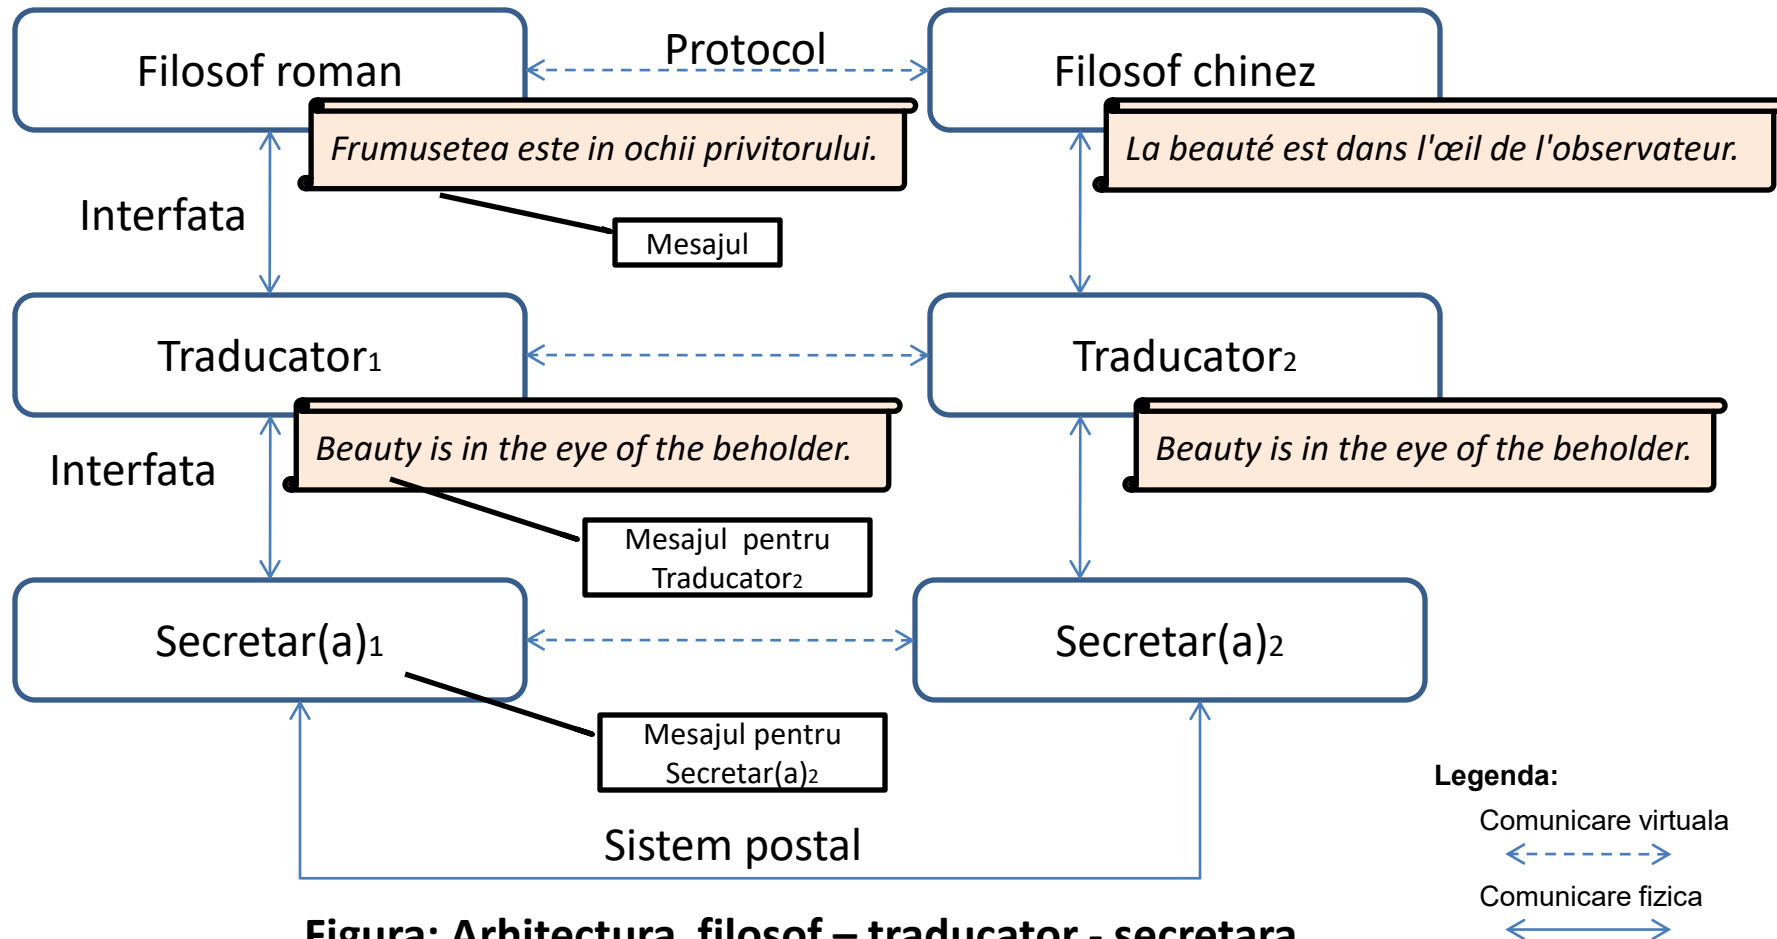 Filosof roman
Protocol
Filosof chinez
Frumusetea este in ochii privitorului.
La beauté est dans l'œil de l'observateur.
Interfata
Mesajul
Traducator1
Traducator2
Beauty is in the eye of the beholder.
Beauty is in the eye of the beholder.
Interfata
Mesajul pentru
Traducator2
Secretar(a)1
Secretar(a)2
Mesajul pentru
Secretar(a)2
Sistem postal
Legenda:
Comunicare virtuala
Comunicare fizica
Figura: Arhitectura filosof – traducator - secretara